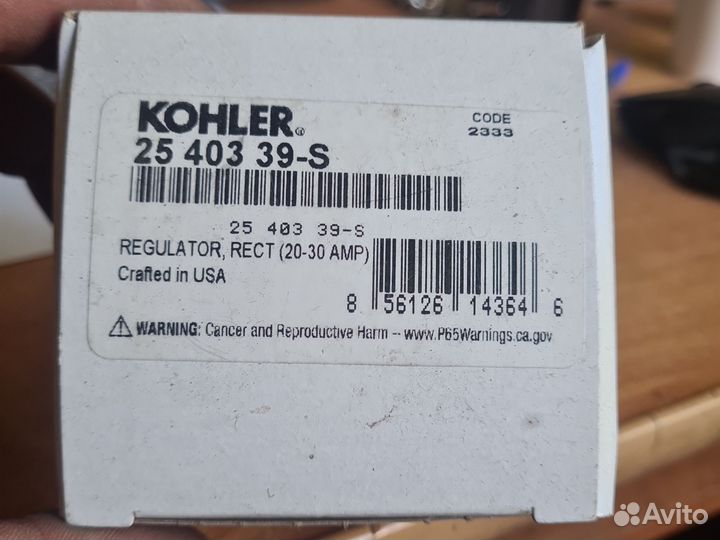 KOHLER®
CODE
2333
25 403 39-S
25 403 39-S
REGULATOR, RECT (20-30 AMP)
Crafted in USA
8 56126 14364 6
WARNING: Cancer and Reproductive Harm -- www.P65Warnings.ca.gov
Avito